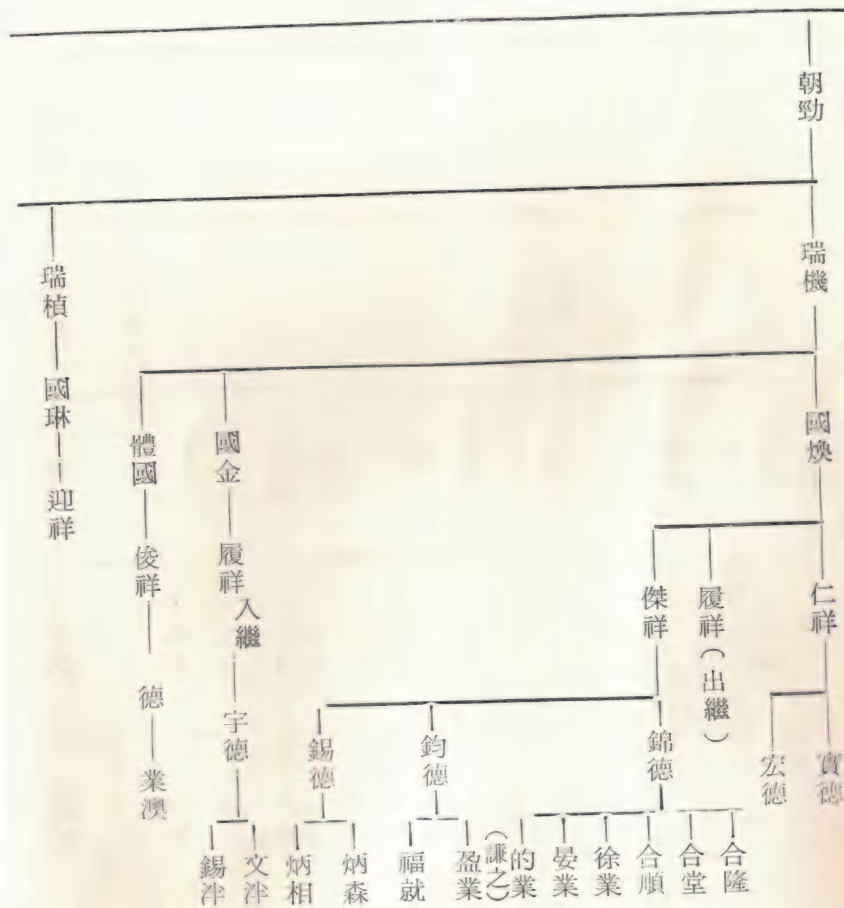 朝勁
瑞機
瑞楨
國煥
國金
體國
國琳
仁祥
履祥（出繼）
傑祥
履祥入繼
俊祥
迎祥
寶德
宏德
錦德
鈞德
錫德
宇德
德
合隆
合堂
合順
徐業
晏業
的業（謙之）
盈業
福就
炳森
炳相
文泮
錫泮
業澳